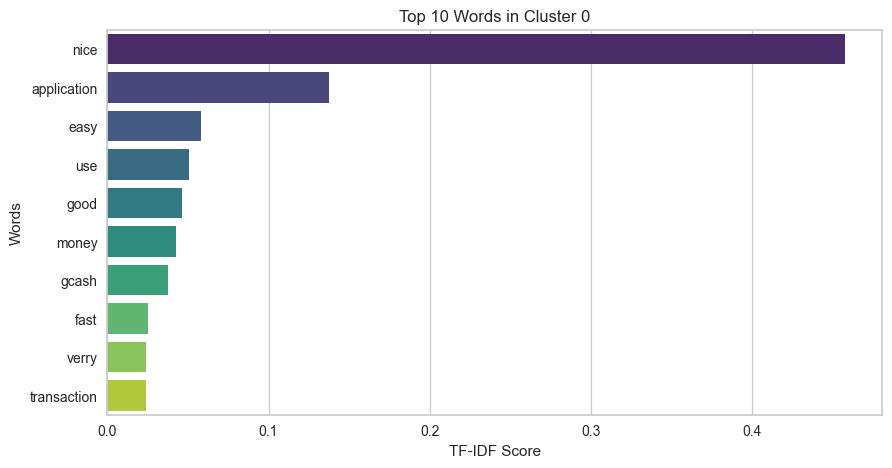 Top 10 Words in Cluster 0
nice
application
easy
use
good
money
gcash
fast
verry
transaction
Words
0.0 0.1 0.2 0.3 0.4
TF-IDF Score